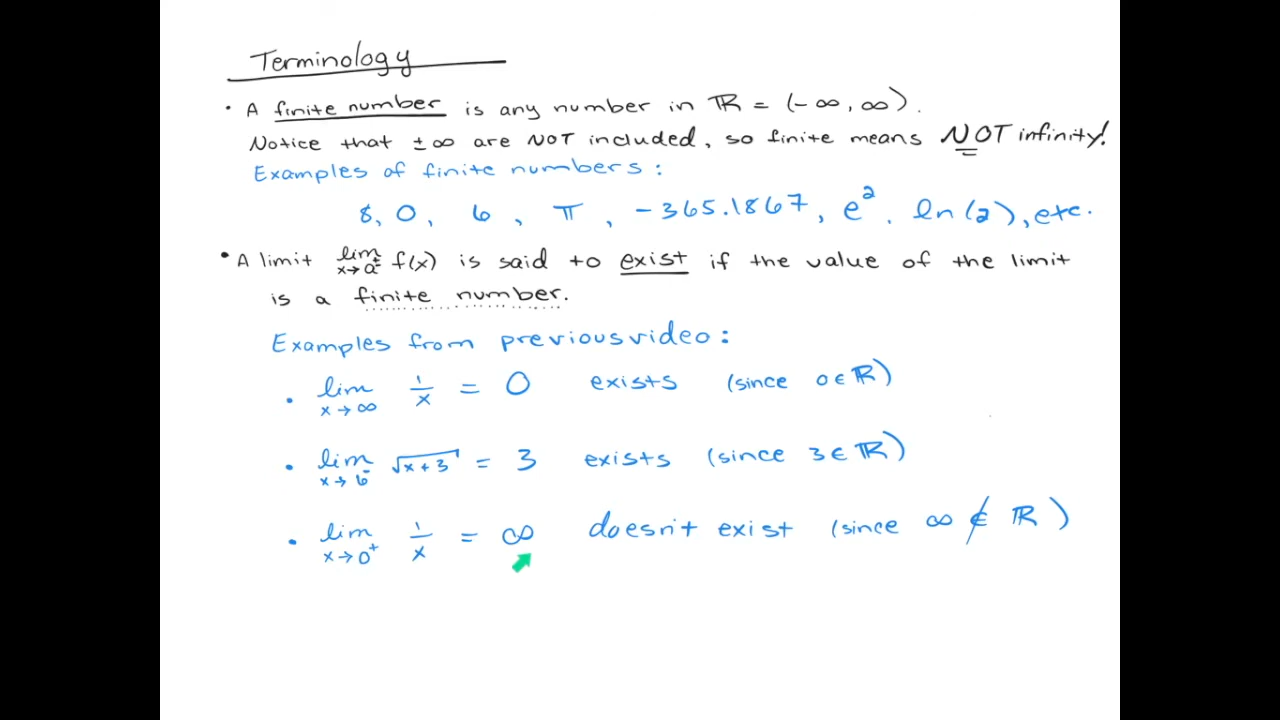 Terminology
• A finite number is any number in ℝ = (-∞, ∞).
Notice that ±∞ are NOT included, so finite means NOT infinity!
Examples of finite numbers:
8, 0, 6, π, -365.1867, e², ln(2), etc.
• A limit lim x→a± f(x) is said to exist if the value of the limit
is a finite number.
Examples from previous video:
• lim x→∞ 1/x = 0 exists (since 0 ∈ ℝ)
• lim x→6⁻ √(x+3) = 3 exists (since 3 ∈ ℝ)
• lim x→0⁺ 1/x = ∞ doesn't exist (since ∞ ∉ ℝ)